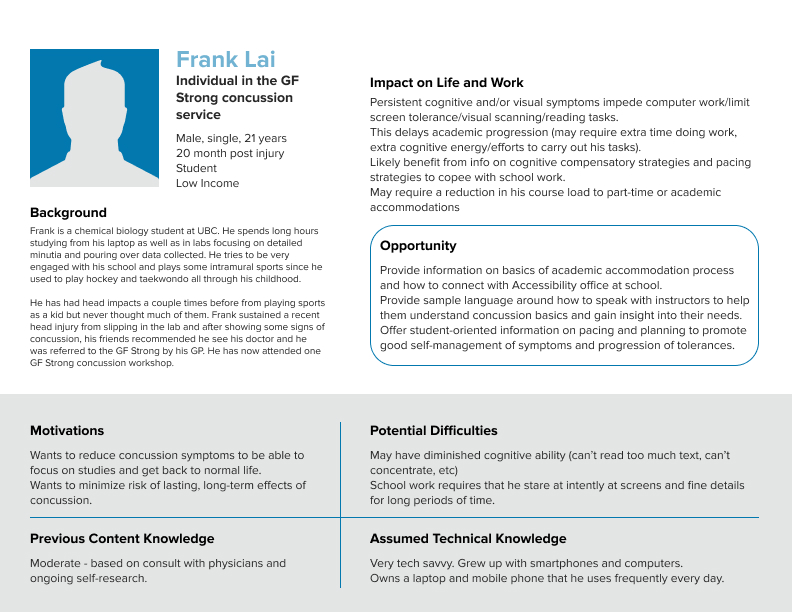 Frank Lai
Individual in the GF
Strong concussion
service
Male, single, 21 years
20 month post injury
Student
Low Income
Background
Frank is a chemical biology student at UBC. He spends long hours
studying from his laptop as well as in labs focusing on detailed
minutia and pouring over data collected. He tries to be very
engaged with his school and plays some intramural sports since he
used to play hockey and taekwondo all through his childhood.
He has had head impacts a couple times before from playing sports
as a kid but never thought much of them. Frank sustained a recent
head injury from slipping in the lab and after showing some signs of
concussion, his friends recommended he see his doctor and he
was referred to the GF Strong by his GP. He has now attended one
GF Strong concussion workshop.
Impact on Life and Work
Persistent cognitive and/or visual symptoms impede computer work/limit
screen tolerance/visual scanning/reading tasks.
This delays academic progression (may require extra time doing work,
extra cognitive energy/efforts to carry out his tasks).
Likely benefit from info on cognitive compensatory strategies and pacing
strategies to copee with school work.
May require a reduction in his course load to part-time or academic
accommodations
Opportunity
Provide information on basics of academic accommodation process
and how to connect with Accessibility office at school.
Provide sample language around how to speak with instructors to help
them understand concussion basics and gain insight into their needs.
Offer student-oriented information on pacing and planning to promote
good self-management of symptoms and progression of tolerances.
Motivations
Wants to reduce concussion symptoms to be able to
focus on studies and get back to normal life.
Wants to minimize risk of lasting, long-term effects of
concussion.
Potential Difficulties
May have diminished cognitive ability (can't read too much text, can't
concentrate, etc)
School work requires that he stare at intently at screens and fine details
for long periods of time.
Previous Content Knowledge
Moderate - based on consult with physicians and
ongoing self-research.
Assumed Technical Knowledge
Very tech savvy. Grew up with smartphones and computers.
Owns a laptop and mobile phone that he uses frequently every day.